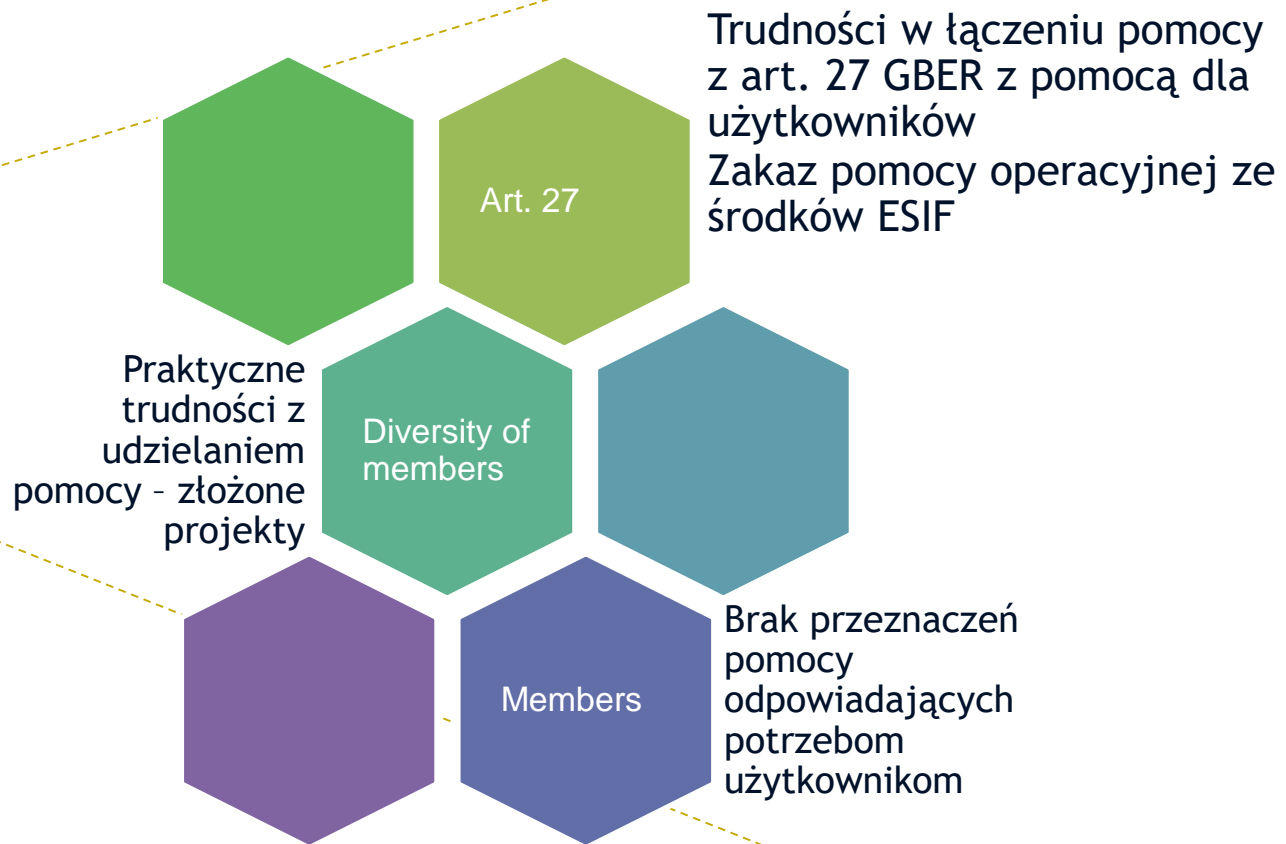 Trudności w łączeniu pomocy
z art. 27 GBER z pomocą dla
użytkowników
Zakaz pomocy operacyjnej ze
środków ESIF
Art. 27
Praktyczne
trudności z
udzielaniem
pomocy – złożone
projekty
Diversity of
members
Brak przeznaczeń
pomocy
odpowiadających
potrzebom
użytkownikom
Members